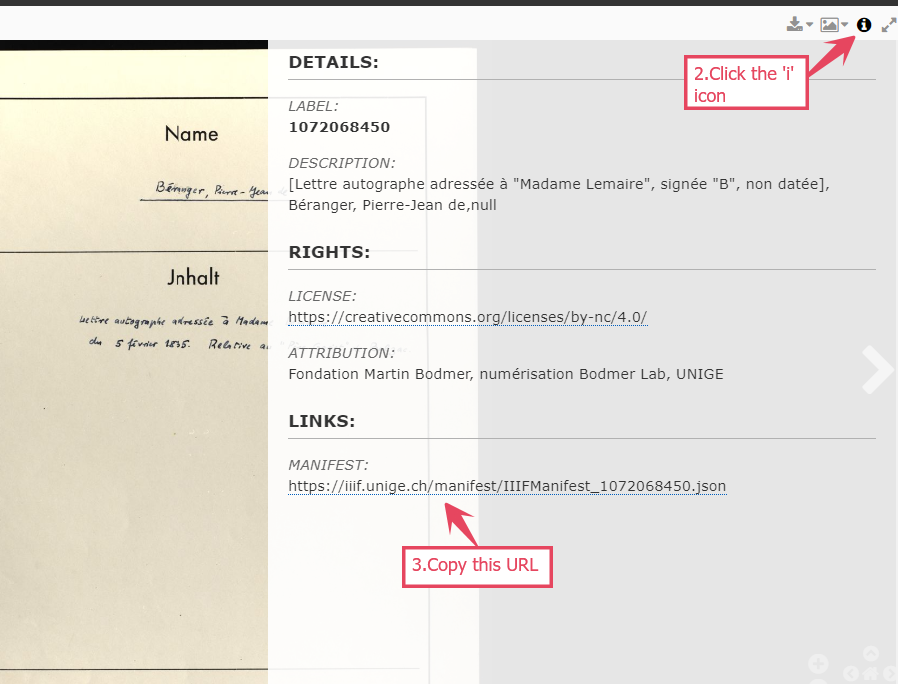 2.Click the 'i'
icon
DETAILS:
LABEL:
1072068450
DESCRIPTION:
[Lettre autographe adressée à "Madame Lemaire", signée "B", non datée],
Béranger, Pierre-Jean de,null
RIGHTS:
LICENSE:
https://creativecommons.org/licenses/by-nc/4.0/
ATTRIBUTION:
Fondation Martin Bodmer, numérisation Bodmer Lab, UNIGE
LINKS:
MANIFEST:
https://iiif.unige.ch/manifest/IIIFManifest_1072068450.json
3.Copy this URL
Name
Béranger, Pierre-Jean de
Jnhalt
Lettre autographe adressée à Madam
du 5 février 1835. Relative au